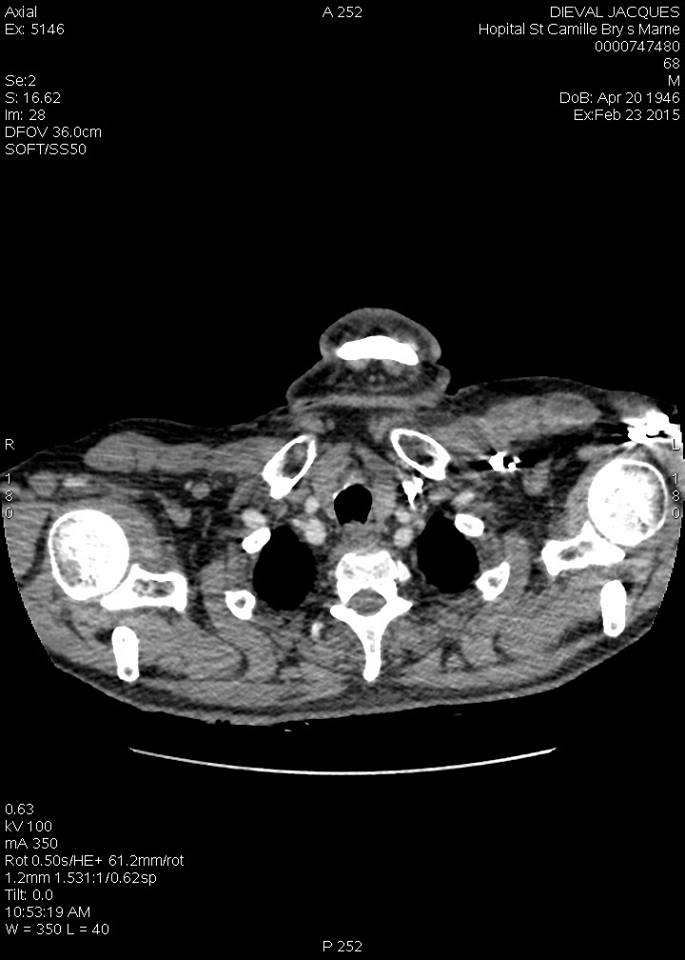 Axial
Ex: 5146
Se:2
S: 16.62
Im: 28
DFOV 36.0cm
SOFT/SS50
A 252
DIEVAL JACQUES
Hopital St Camille Bry s Marne
0000747480
68
M
DoB: Apr 20 1946
Ex:Feb 23 2015
R
1
8
0
L
1
8
0
0.63
kV 100
mA 350
Rot 0.50s/HE+ 61.2mm/rot
1.2mm 1.531:1/0.62sp
Tilt: 0.0
10:53:19 AM
W = 350 L = 40
P 252